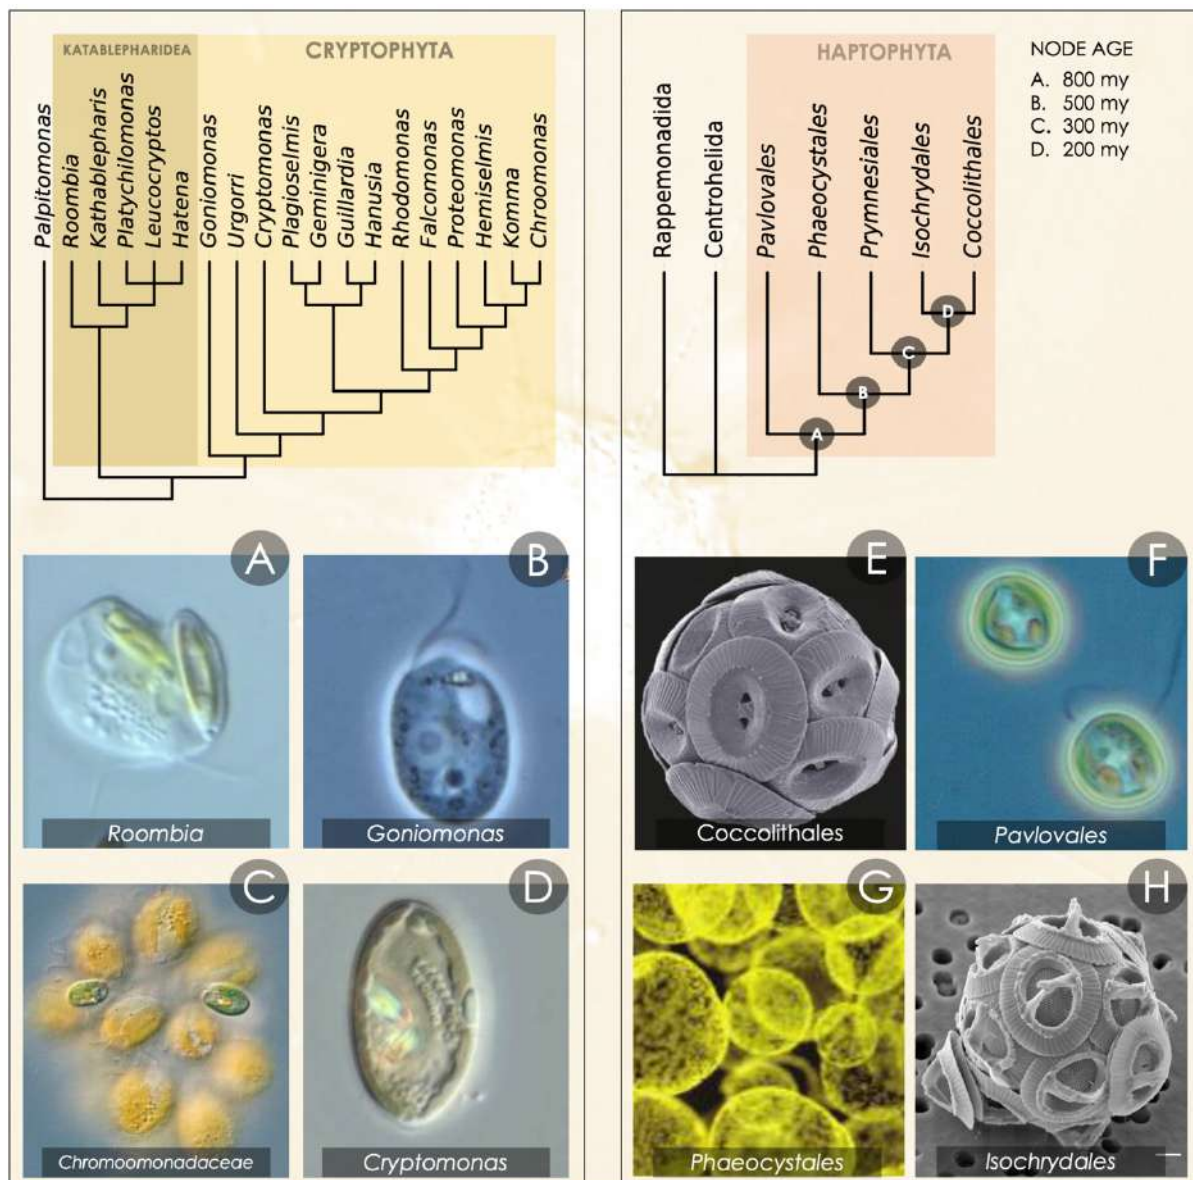 KATABLEPHARIDEA
CRYPTOPHYTA
Palpitomonas
Roombia
Kathablepharis
Platychilomonas
Leucocryptos
Hatena
Goniomonas
Urgorri
Cryptomonas
Plagioselmis
Geminigera
Guillardia
Hanusia
Rhodomonas
Falcomonas
Proteomonas
Hemiselmis
Komma
Chroomonas
A
Roombia
B
Goniomonas
C
Chromoomonadaceae
D
Cryptomonas
HAPTOPHYTA
Rappemonadida
Centrohelida
Pavlovales
Phaeocystales
Prymnesiales
Isochrydales
Coccolithales
D
C
B
A
NODE AGE
A. 800 my
B. 500 my
C. 300 my
D. 200 my
E
Coccolithales
F
Pavlovales
G
Phaeocystales
H
Isochrydales